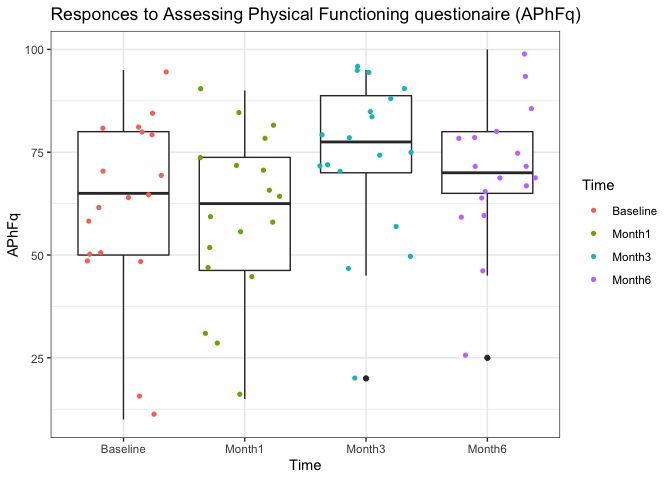 Responces to Assessing Physical Functioning questionaire (APhFq)
100
75
50
25
APhFq
Baseline
Month1
Month3
Month6
Time
Time
Baseline
Month1
Month3
Month6